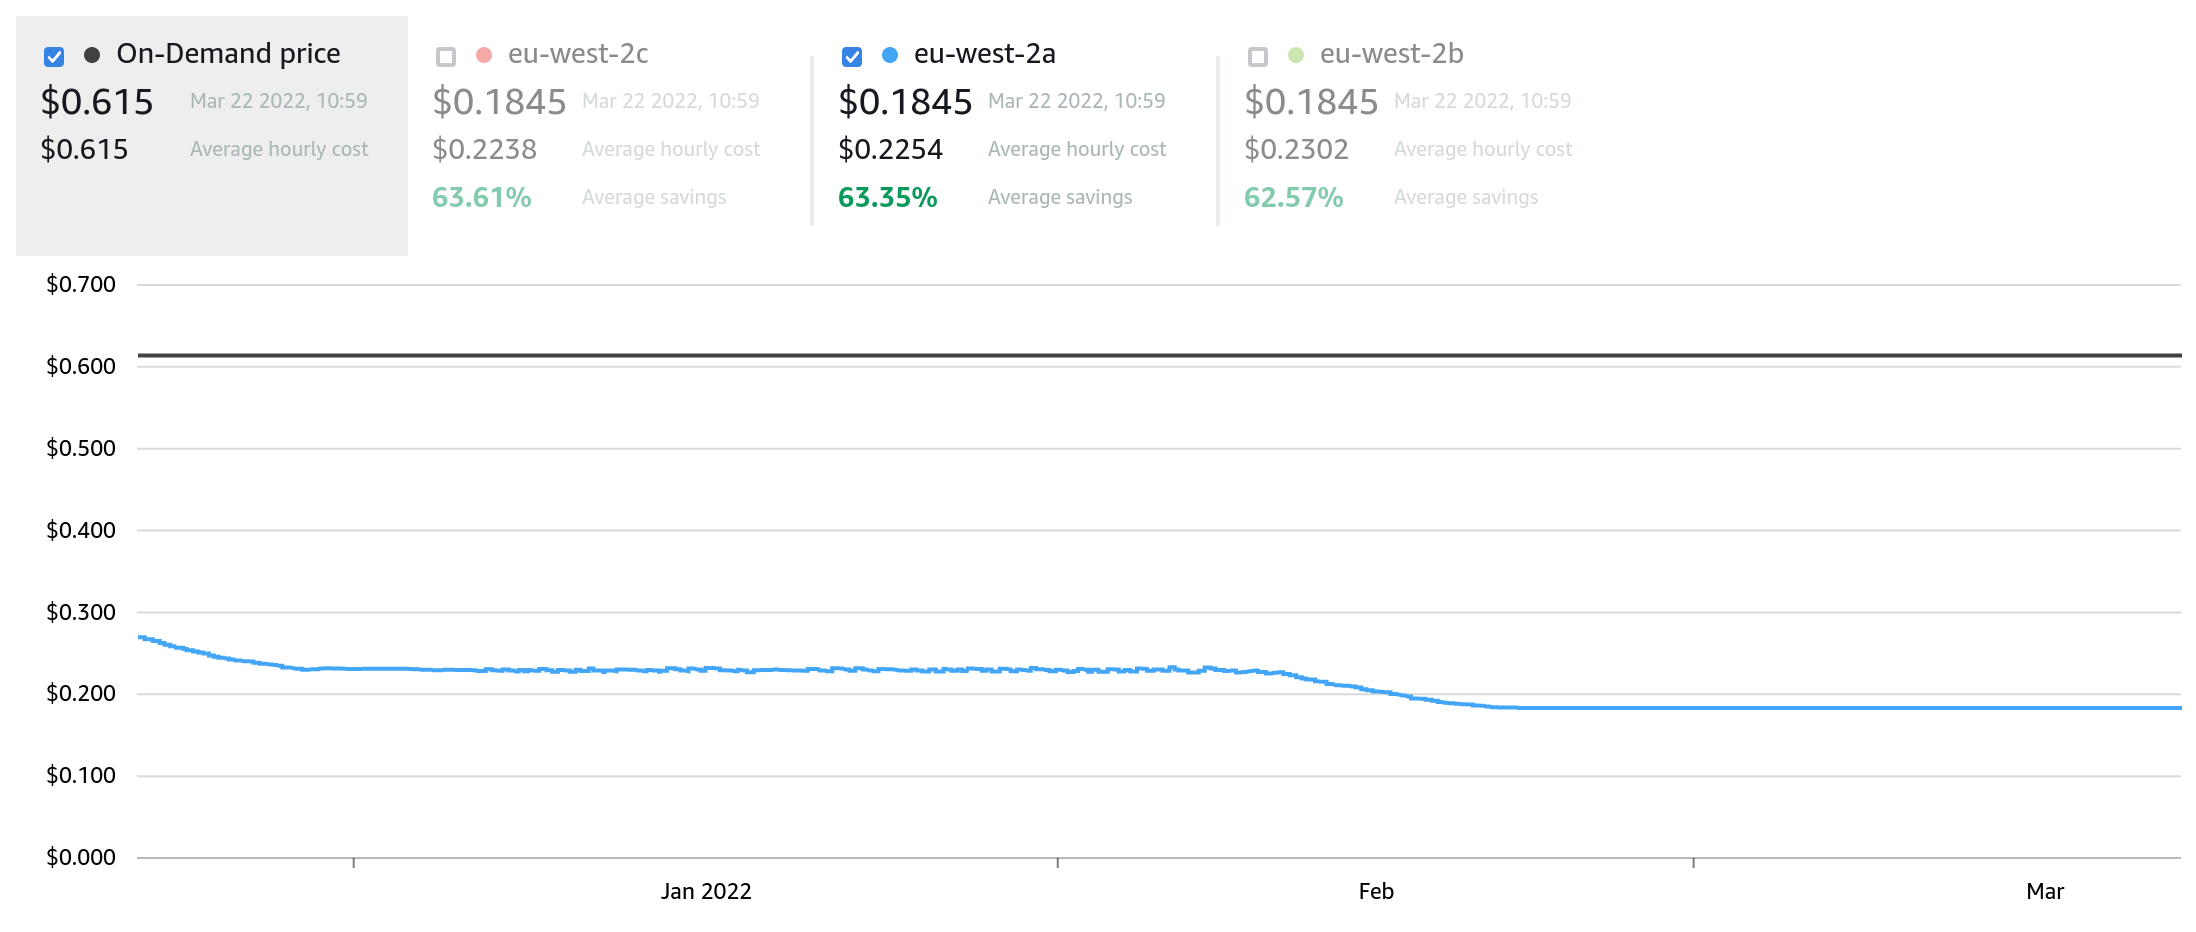 On-Demand price
$0.615 Mar 22 2022, 10:59
$0.615 Average hourly cost
eu-west-2c
$0.1845 Mar 22 2022, 10:59
$0.2238 Average hourly cost
63.61% Average savings
eu-west-2a
$0.1845 Mar 22 2022, 10:59
$0.2254 Average hourly cost
63.35% Average savings
eu-west-2b
$0.1845 Mar 22 2022, 10:59
$0.2302 Average hourly cost
62.57% Average savings
$0.700
$0.600
$0.500
$0.400
$0.300
$0.200
$0.100
$0.000
Jan 2022 Feb Mar